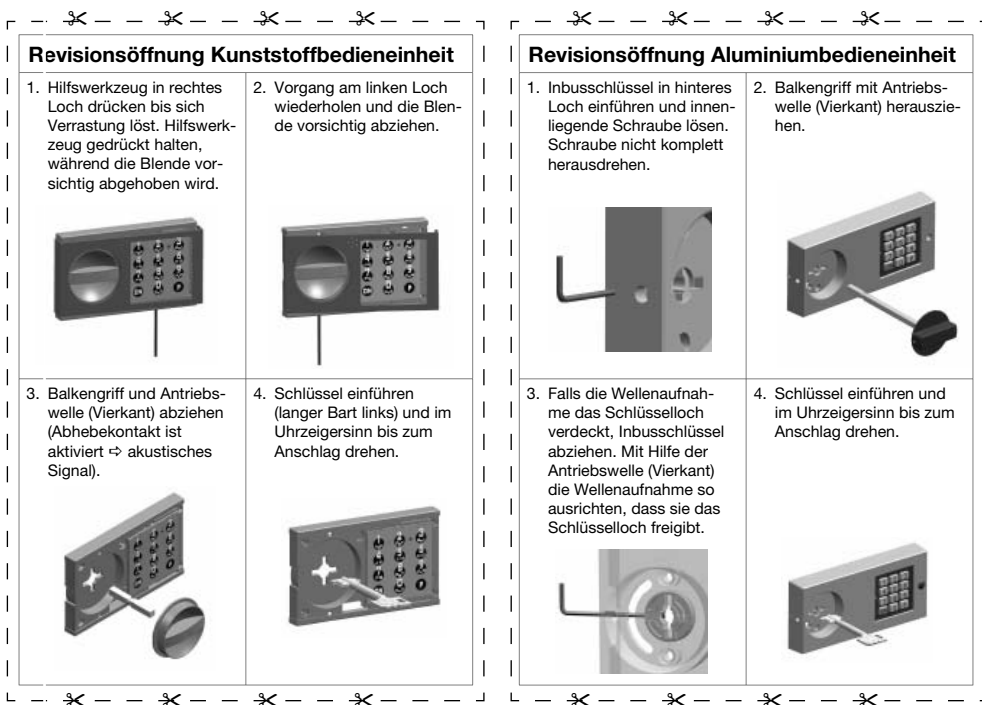 Revisionsöffnung Kunststoffbedieneinheit
1. Hilfswerkzeug in rechtes
Loch drücken bis sich
Verrastung löst. Hilfswerk-
zeug gedrückt halten,
während die Blende vor-
sichtig abgehoben wird.
2. Vorgang am linken Loch
wiederholen und die Blen-
de vorsichtig abziehen.
3. Balkengriff und Antriebs-
welle (Vierkant) abziehen
(Abhebekontakt ist
aktiviert ⇨ akustisches
Signal).
4. Schlüssel einführen
(langer Bart links) und im
Uhrzeigersinn bis zum
Anschlag drehen.
Revisionsöffnung Aluminiumbedieneinheit
1. Inbusschlüssel in hinteres
Loch einführen und innen-
liegende Schraube lösen.
Schraube nicht komplett
herausdrehen.
2. Balkengriff mit Antriebs-
welle (Vierkant) herauszie-
hen.
3. Falls die Wellenaufnah-
me das Schlüsselloch
verdeckt, Inbusschlüssel
abziehen. Mit Hilfe der
Antriebswelle (Vierkant)
die Wellenaufnahme so
ausrichten, dass sie das
Schlüsselloch freigibt.
4. Schlüssel einführen und
im Uhrzeigersinn bis zum
Anschlag drehen.